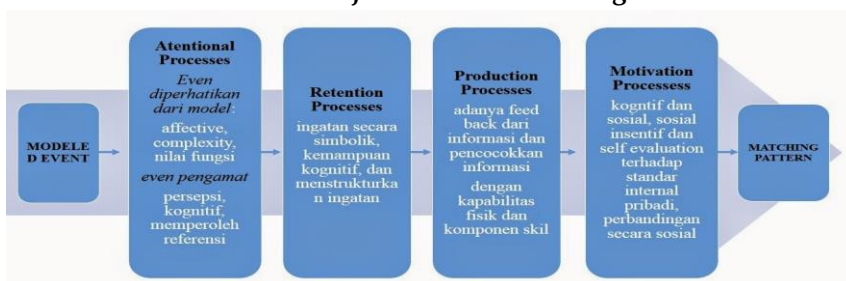 MODELE
D EVENT
Atentional
Processes
Even
diperhatikan
dari model:
affective,
complexity,
nilai fungsi
even pengamat
persepsi,
kognitif,
memperoleh
referensi
Retention
Processes
ingatan secara
simbolik,
kemampuan
kognitif, dan
menstrukturka
n ingatan
Production
Processes
adanya feed
back dari
informasi dan
pencocokkan
informasi
dengan
kapabilitas
fisik dan
komponen skil
Motivation
Processess
kogntif dan
sosial, sosial
insentif dan
self evaluation
terhadap
standar
internal
pribadi,
perbandingan
secara sosial
MATCHING
PATTERN